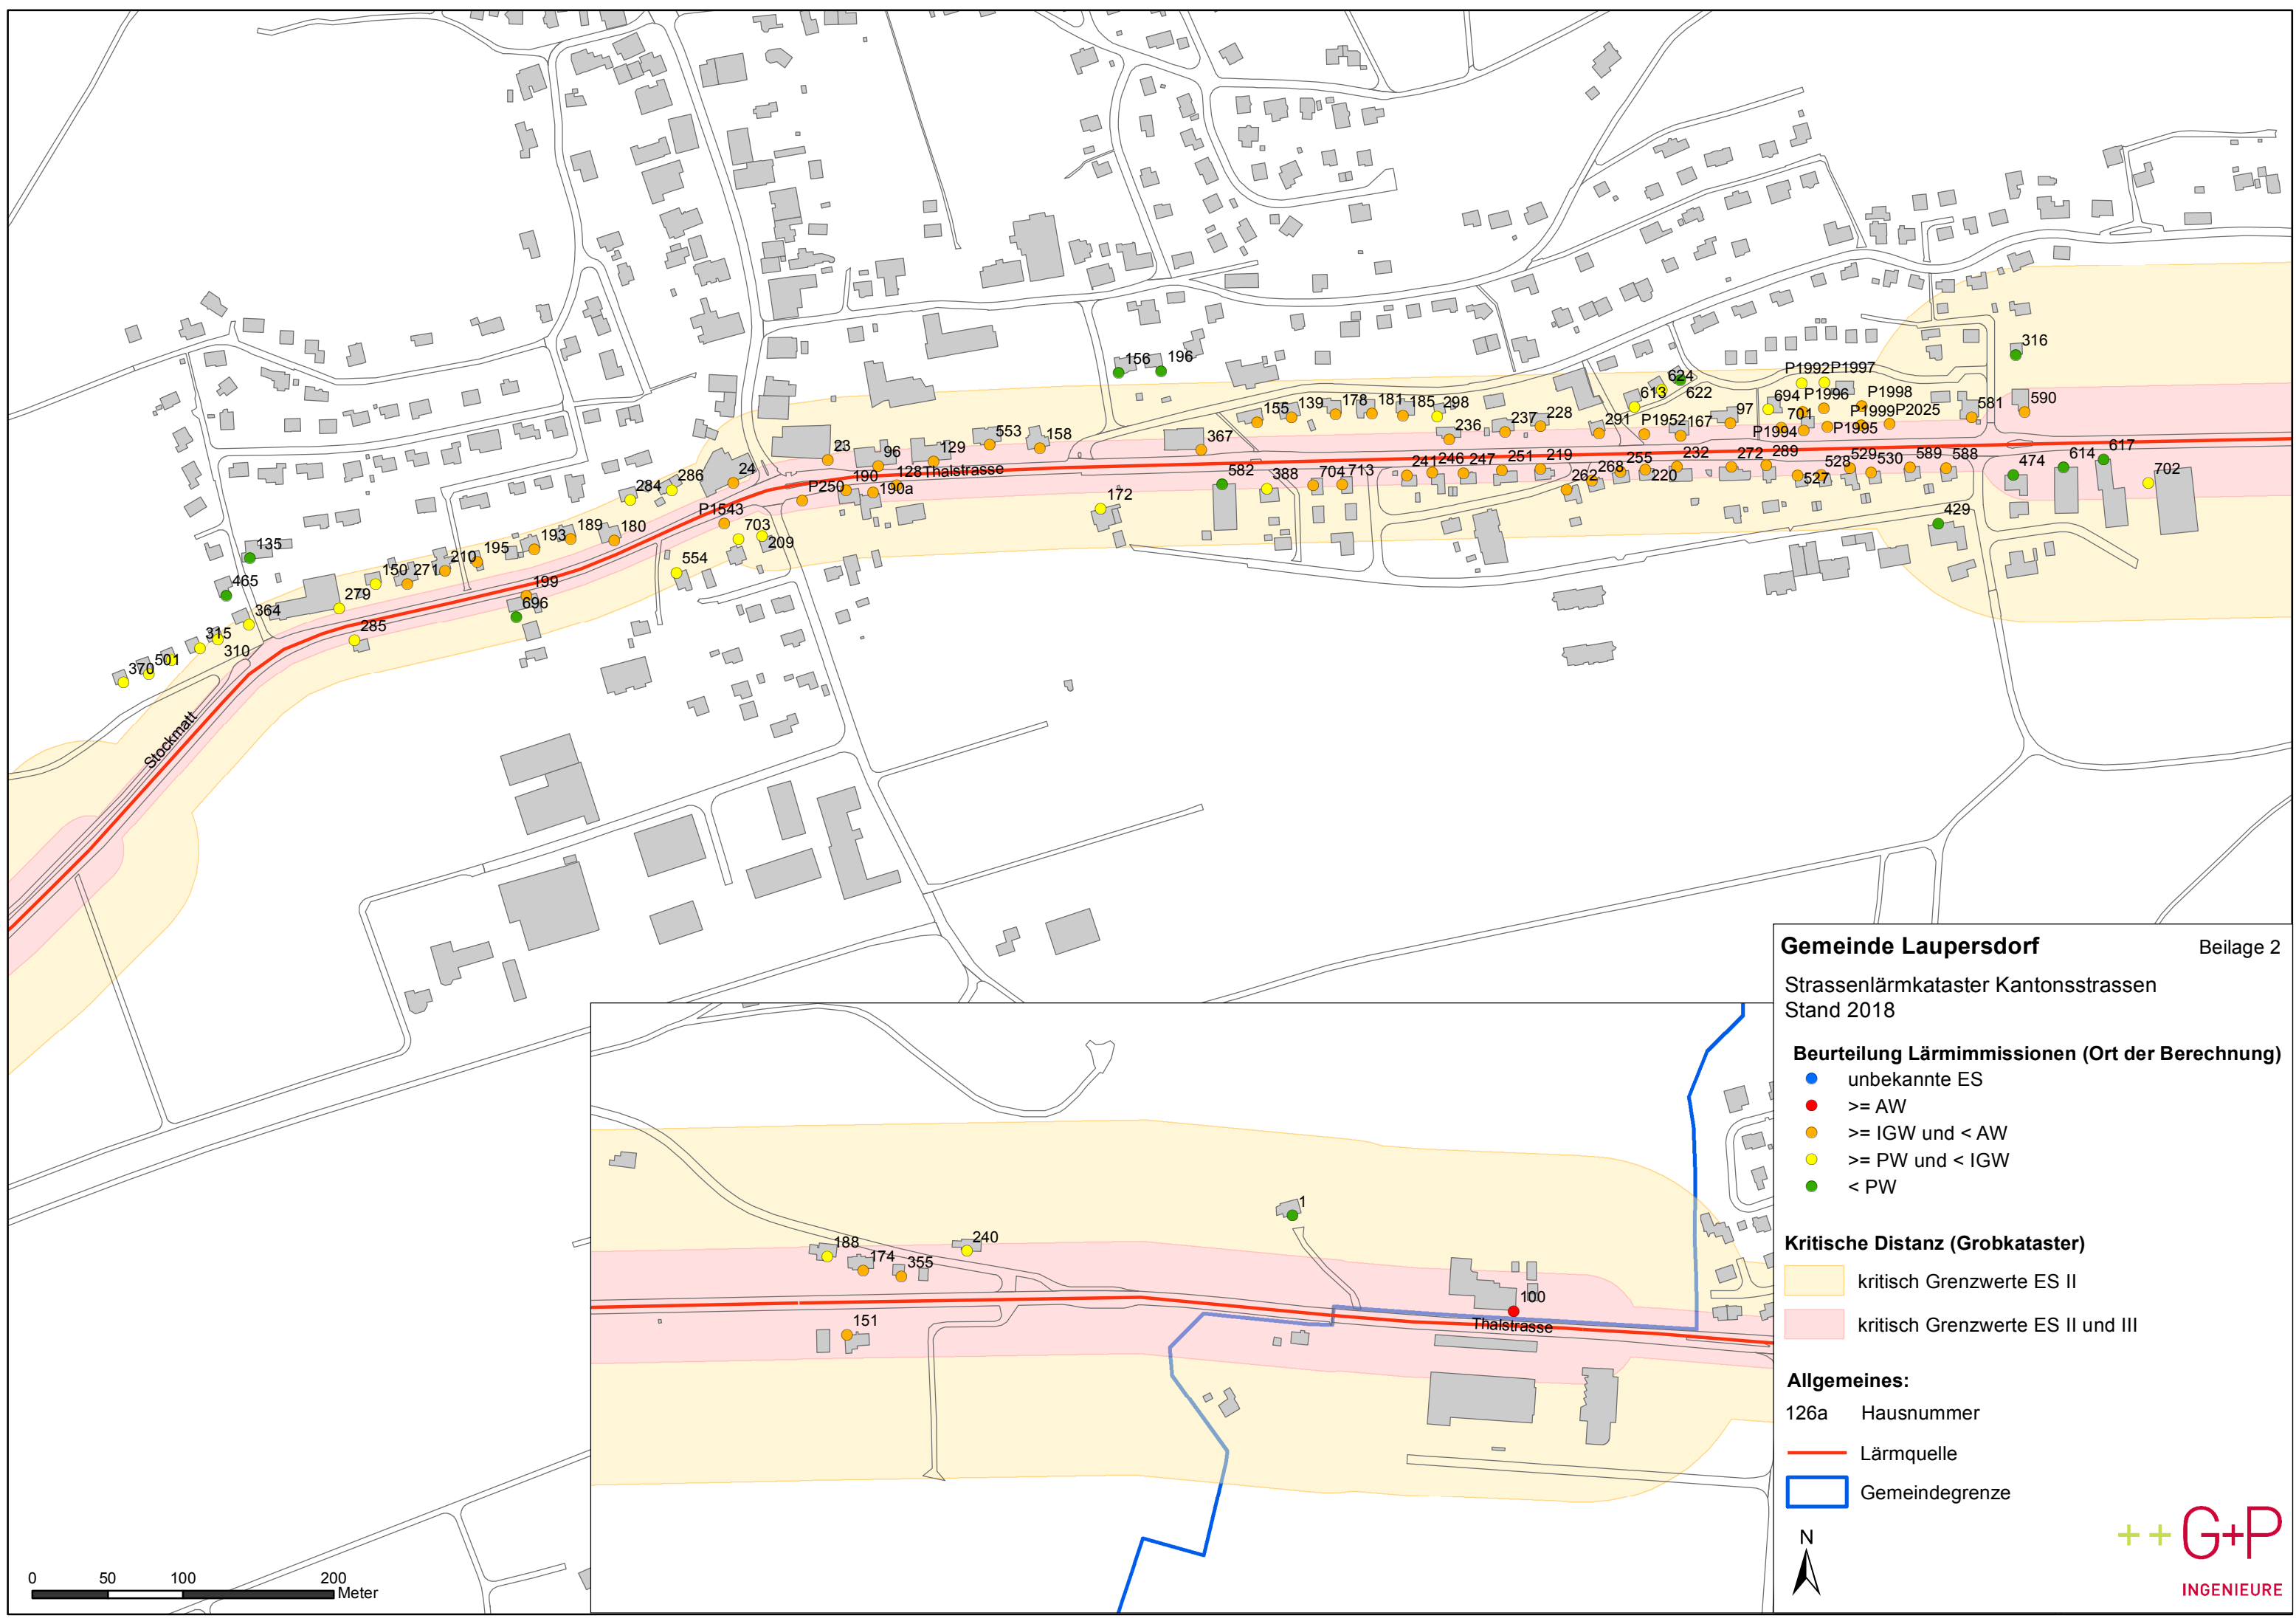 316
156
196
P1992
P1997
624
613
622
694
P1996
P1998
590
155
139
178
181
185
298
237
228
97
701
P1999
P2025
581
291
P1952
167
P1994
P1995
236
553
158
367
23
96
129
24
128
Thalstrasse
190
190a
P250
286
284
P1543
703
209
554
172
582
388
704
713
241
246
247
251
219
262
268
255
220
232
272
289
527
528
529
530
589
588
474
614
617
702
429
135
465
364
315
310
501
370
279
285
150
271
210
195
193
189
180
199
696
Stockmatt
Gemeinde Laupersdorf
Beilage 2
Strassenlärmkataster Kantonsstrassen
Stand 2018
Beurteilung Lärmimmissionen (Ort der Berechnung)
unbekannte ES
>= AW
>= IGW und < AW
>= PW und < IGW
< PW
Kritische Distanz (Grobkataster)
kritisch Grenzwerte ES II
kritisch Grenzwerte ES II und III
Allgemeines:
126a Hausnummer
Lärmquelle
Gemeindegrenze
N
++G+P
INGENIEURE
1
188
174
355
240
151
100
Thalstrasse
0 50 100 200
Meter